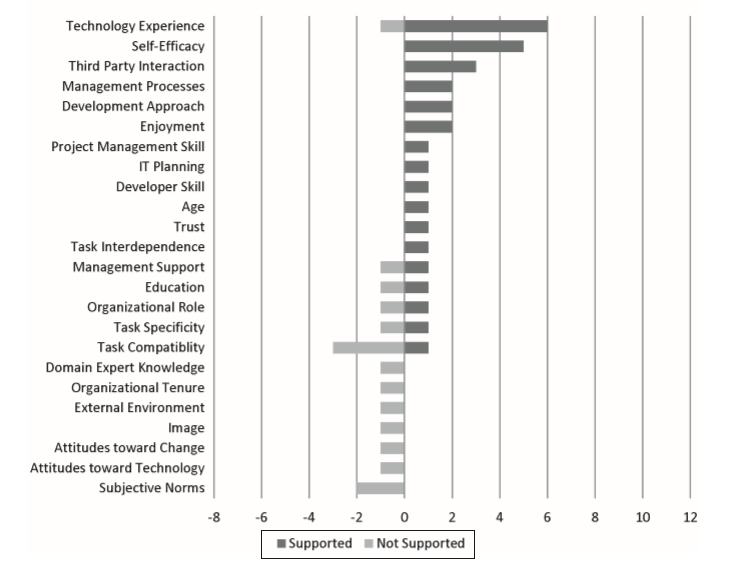 Technology Experience
Self-Efficacy
Third Party Interaction
Management Processes
Development Approach
Enjoyment
Project Management Skill
IT Planning
Developer Skill
Age
Trust
Task Interdependence
Management Support
Education
Organizational Role
Task Specificity
Task Compatiblity
Domain Expert Knowledge
Organizational Tenure
External Environment
Image
Attitudes toward Change
Attitudes toward Technology
Subjective Norms
-8 -6 -4 -2 0 2 4 6 8 10 12
Supported Not Supported